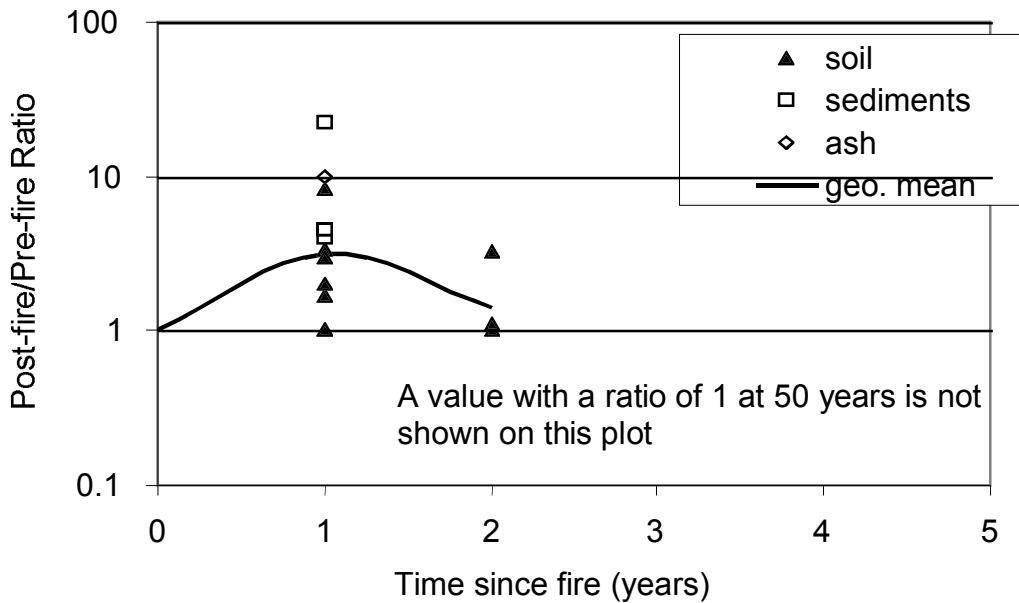 100
10
1
0.1
Post-fire/Pre-fire Ratio
soil
sediments
ash
geo. mean
A value with a ratio of 1 at 50 years is not
shown on this plot
0
1
2
3
4
5
Time since fire (years)